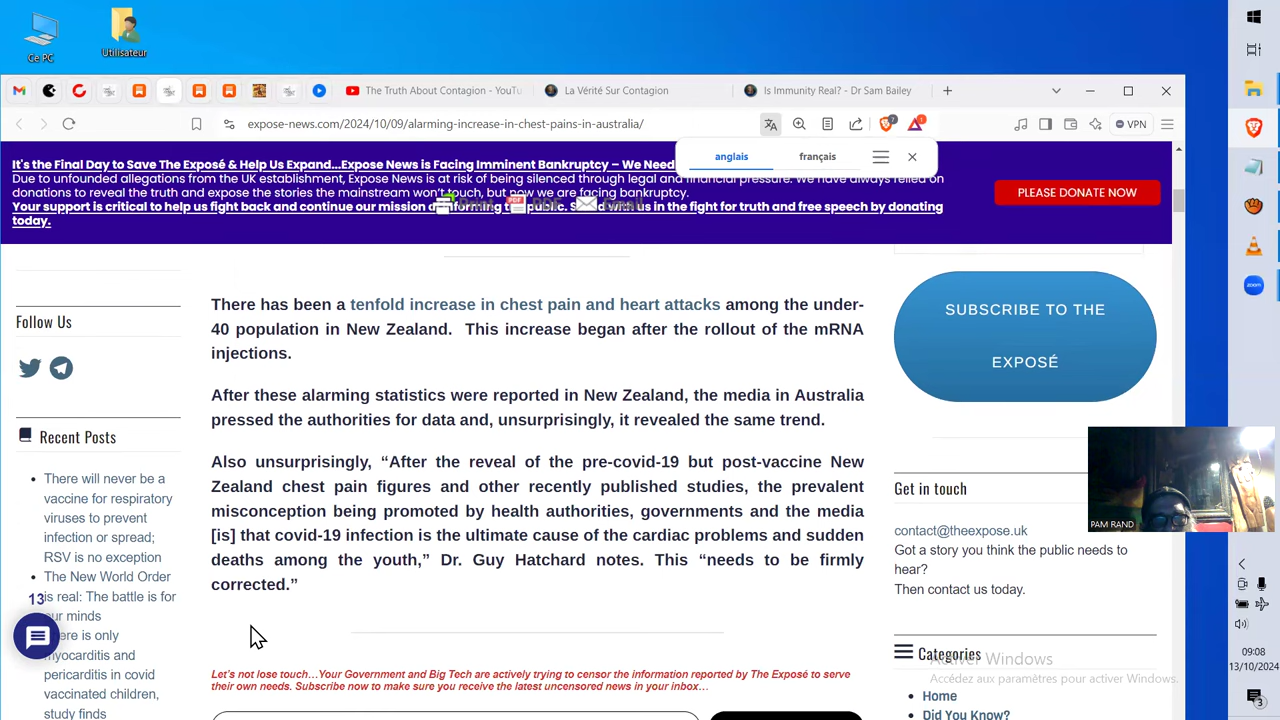 Ce PC
Utilisateur
The Truth About Contagion - YouTu
La Vérité Sur Contagion
Is Immunity Real? - Dr Sam Bailey
expose-news.com/2024/10/09/alarming-increase-in-chest-pains-in-australia/
7
1
VPN
anglais
français
It's the Final Day to Save The Exposé & Help Us Expand...Expose News is Facing Imminent Bankruptcy – We Need
Due to unfounded allegations from the UK establishment, Expose News is at risk of being silenced through legal and financial pressure. We have always relied on
donations to reveal the truth and expose the stories the mainstream won't touch, but now we are facing bankruptcy.
Your support is critical to help us fight back and continue our mission of informing the public. Stand with us in the fight for truth and free speech by donating
today.
PLEASE DONATE NOW
Print PDF Email
Follow Us
Recent Posts
There will never be a
vaccine for respiratory
viruses to prevent
infection or spread;
RSV is no exception
The New World Order
is real: The battle is for
our minds
There is only
myocarditis and
pericarditis in covid
vaccinated children,
study finds
13
There has been a tenfold increase in chest pain and heart attacks among the under-
40 population in New Zealand. This increase began after the rollout of the mRNA
injections.
After these alarming statistics were reported in New Zealand, the media in Australia
pressed the authorities for data and, unsurprisingly, it revealed the same trend.
Also unsurprisingly, “After the reveal of the pre-covid-19 but post-vaccine New
Zealand chest pain figures and other recently published studies, the prevalent
misconception being promoted by health authorities, governments and the media
[is] that covid-19 infection is the ultimate cause of the cardiac problems and sudden
deaths among the youth,” Dr. Guy Hatchard notes. This “needs to be firmly
corrected.”
Let's not lose touch…Your Government and Big Tech are actively trying to censor the information reported by The Exposé to serve
their own needs. Subscribe now to make sure you receive the latest uncensored news in your inbox…
SUBSCRIBE TO THE
EXPOSÉ
Get in touch
contact@theexpose.uk
Got a story you think the public needs to
hear?
Then contact us today.
Categories
Home
Did You Know?
PAM RAND
Activer Windows
Accédez aux paramètres pour activer Windows.
zoom
09:08
13/10/2024
3